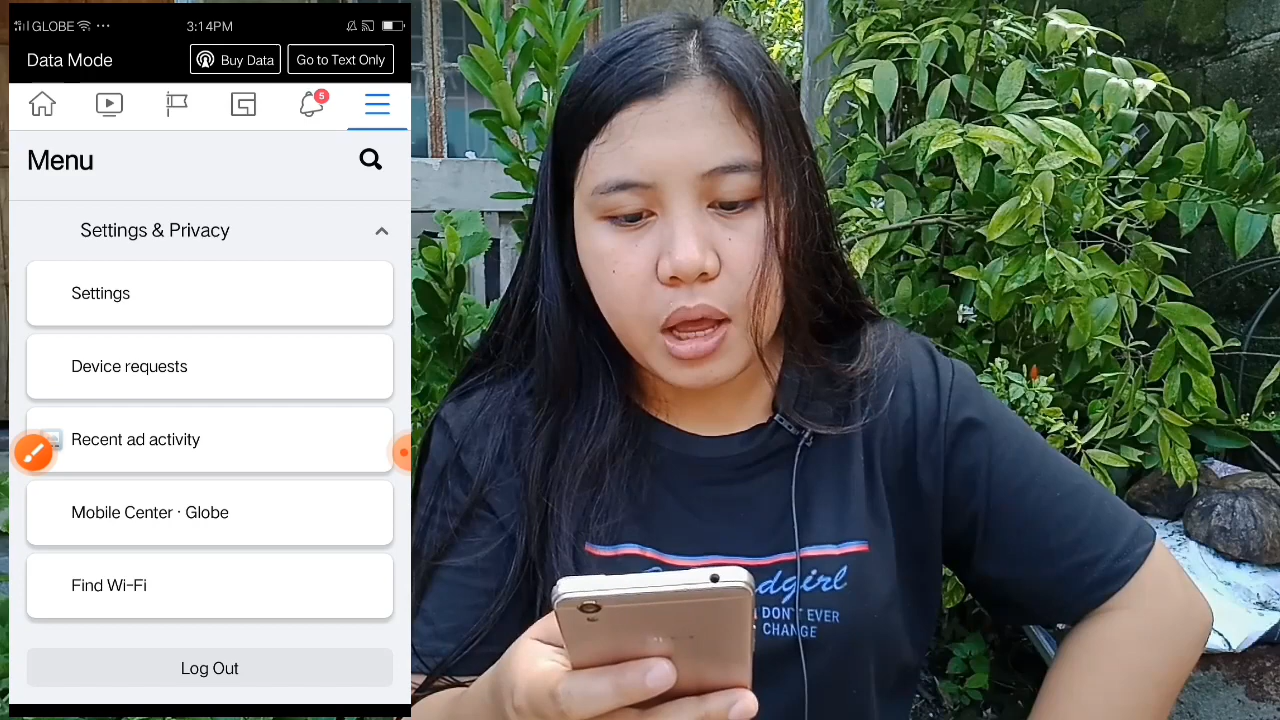 GLOBE
3:14PM
Data Mode
Buy Data
Go to Text Only
5
Menu
Settings & Privacy
Settings
Device requests
Recent ad activity
Mobile Center · Globe
Find Wi-Fi
Log Out
DON'T EVER
CHANGE